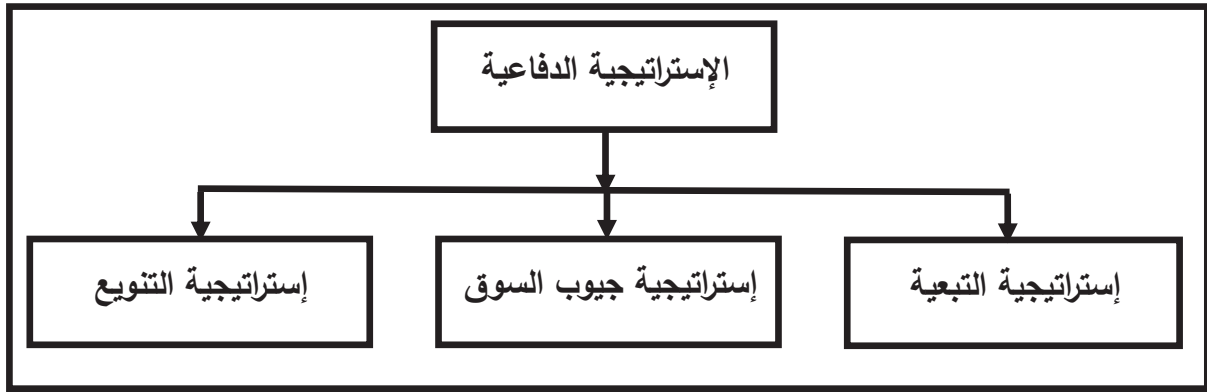 الإستراتيجية الدفاعية
إستراتيجية التبعية
إستراتيجية جيوب السوق
إستراتيجية التنويع